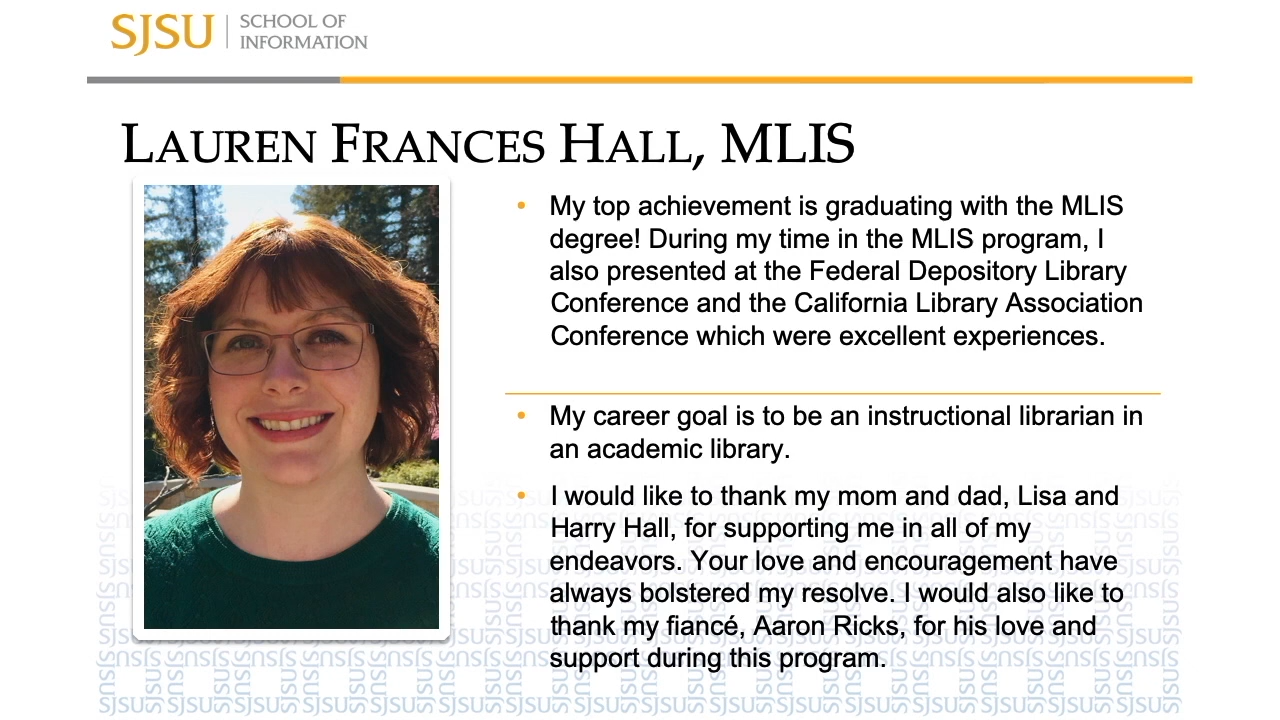 SJSU SCHOOL OF
INFORMATION
LAUREN FRANCES HALL, MLIS
• My top achievement is graduating with the MLIS
degree! During my time in the MLIS program, I
also presented at the Federal Depository Library
Conference and the California Library Association
Conference which were excellent experiences.
• My career goal is to be an instructional librarian in
an academic library.
• I would like to thank my mom and dad, Lisa and
Harry Hall, for supporting me in all of my
endeavors. Your love and encouragement have
always bolstered my resolve. I would also like to
thank my fiancé, Aaron Ricks, for his love and
support during this program.